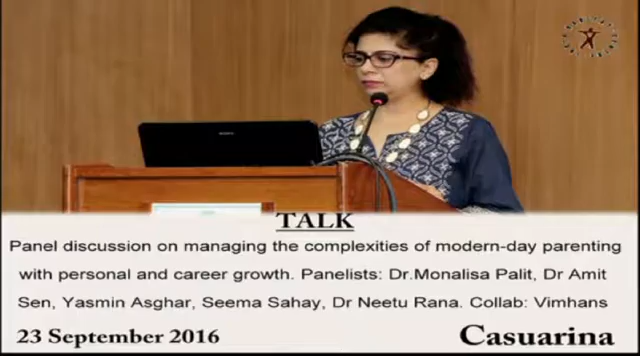 TALK
Panel discussion on managing the complexities of modern-day parenting
with personal and career growth. Panelists: Dr.Monalisa Palit, Dr Amit
Sen, Yasmin Asghar, Seema Sahay, Dr Neetu Rana. Collab: Vimhans
23 September 2016
Casuarina